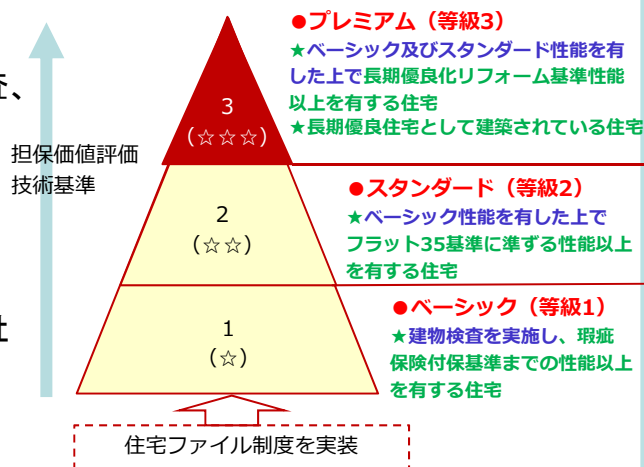 ●プレミアム（等級3）
★ベーシック及びスタンダード性能を有
した上で長期優良化リフォーム基準性能
以上を有する住宅
★長期優良住宅として建築されている住宅
3
（☆☆☆）
担保価値評価
技術基準
●スタンダード（等級2）
★ベーシック性能を有した上で
フラット35基準に準ずる性能以上
を有する住宅
2
（☆☆）
●ベーシック（等級1）
★建物検査を実施し、瑕疵
保険付保基準までの性能以上
を有する住宅
1
（☆）
住宅ファイル制度を実装